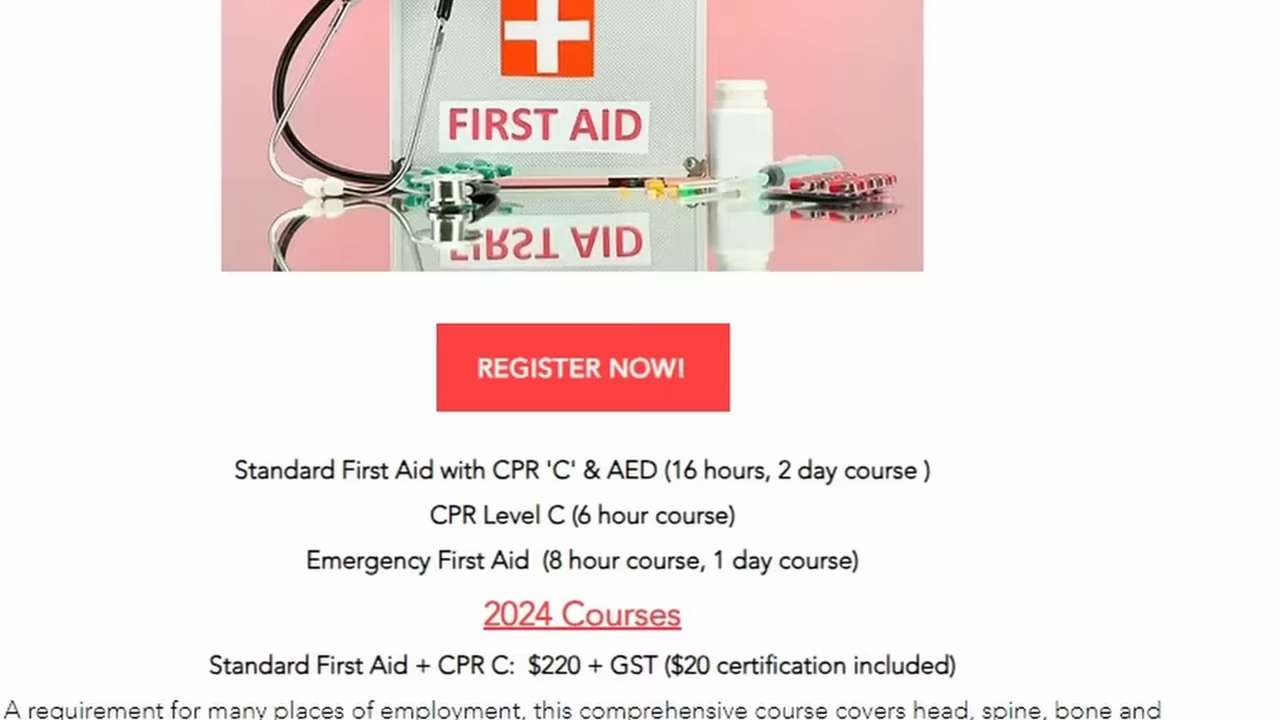 FIRST AID
FIRST AID
REGISTER NOW!
Standard First Aid with CPR 'C' & AED (16 hours, 2 day course )
CPR Level C (6 hour course)
Emergency First Aid  (8 hour course, 1 day course)
2024 Courses
Standard First Aid + CPR C:  $220 + GST ($20 certification included)
A requirement for many places of employment, this comprehensive course covers head, spine, bone and